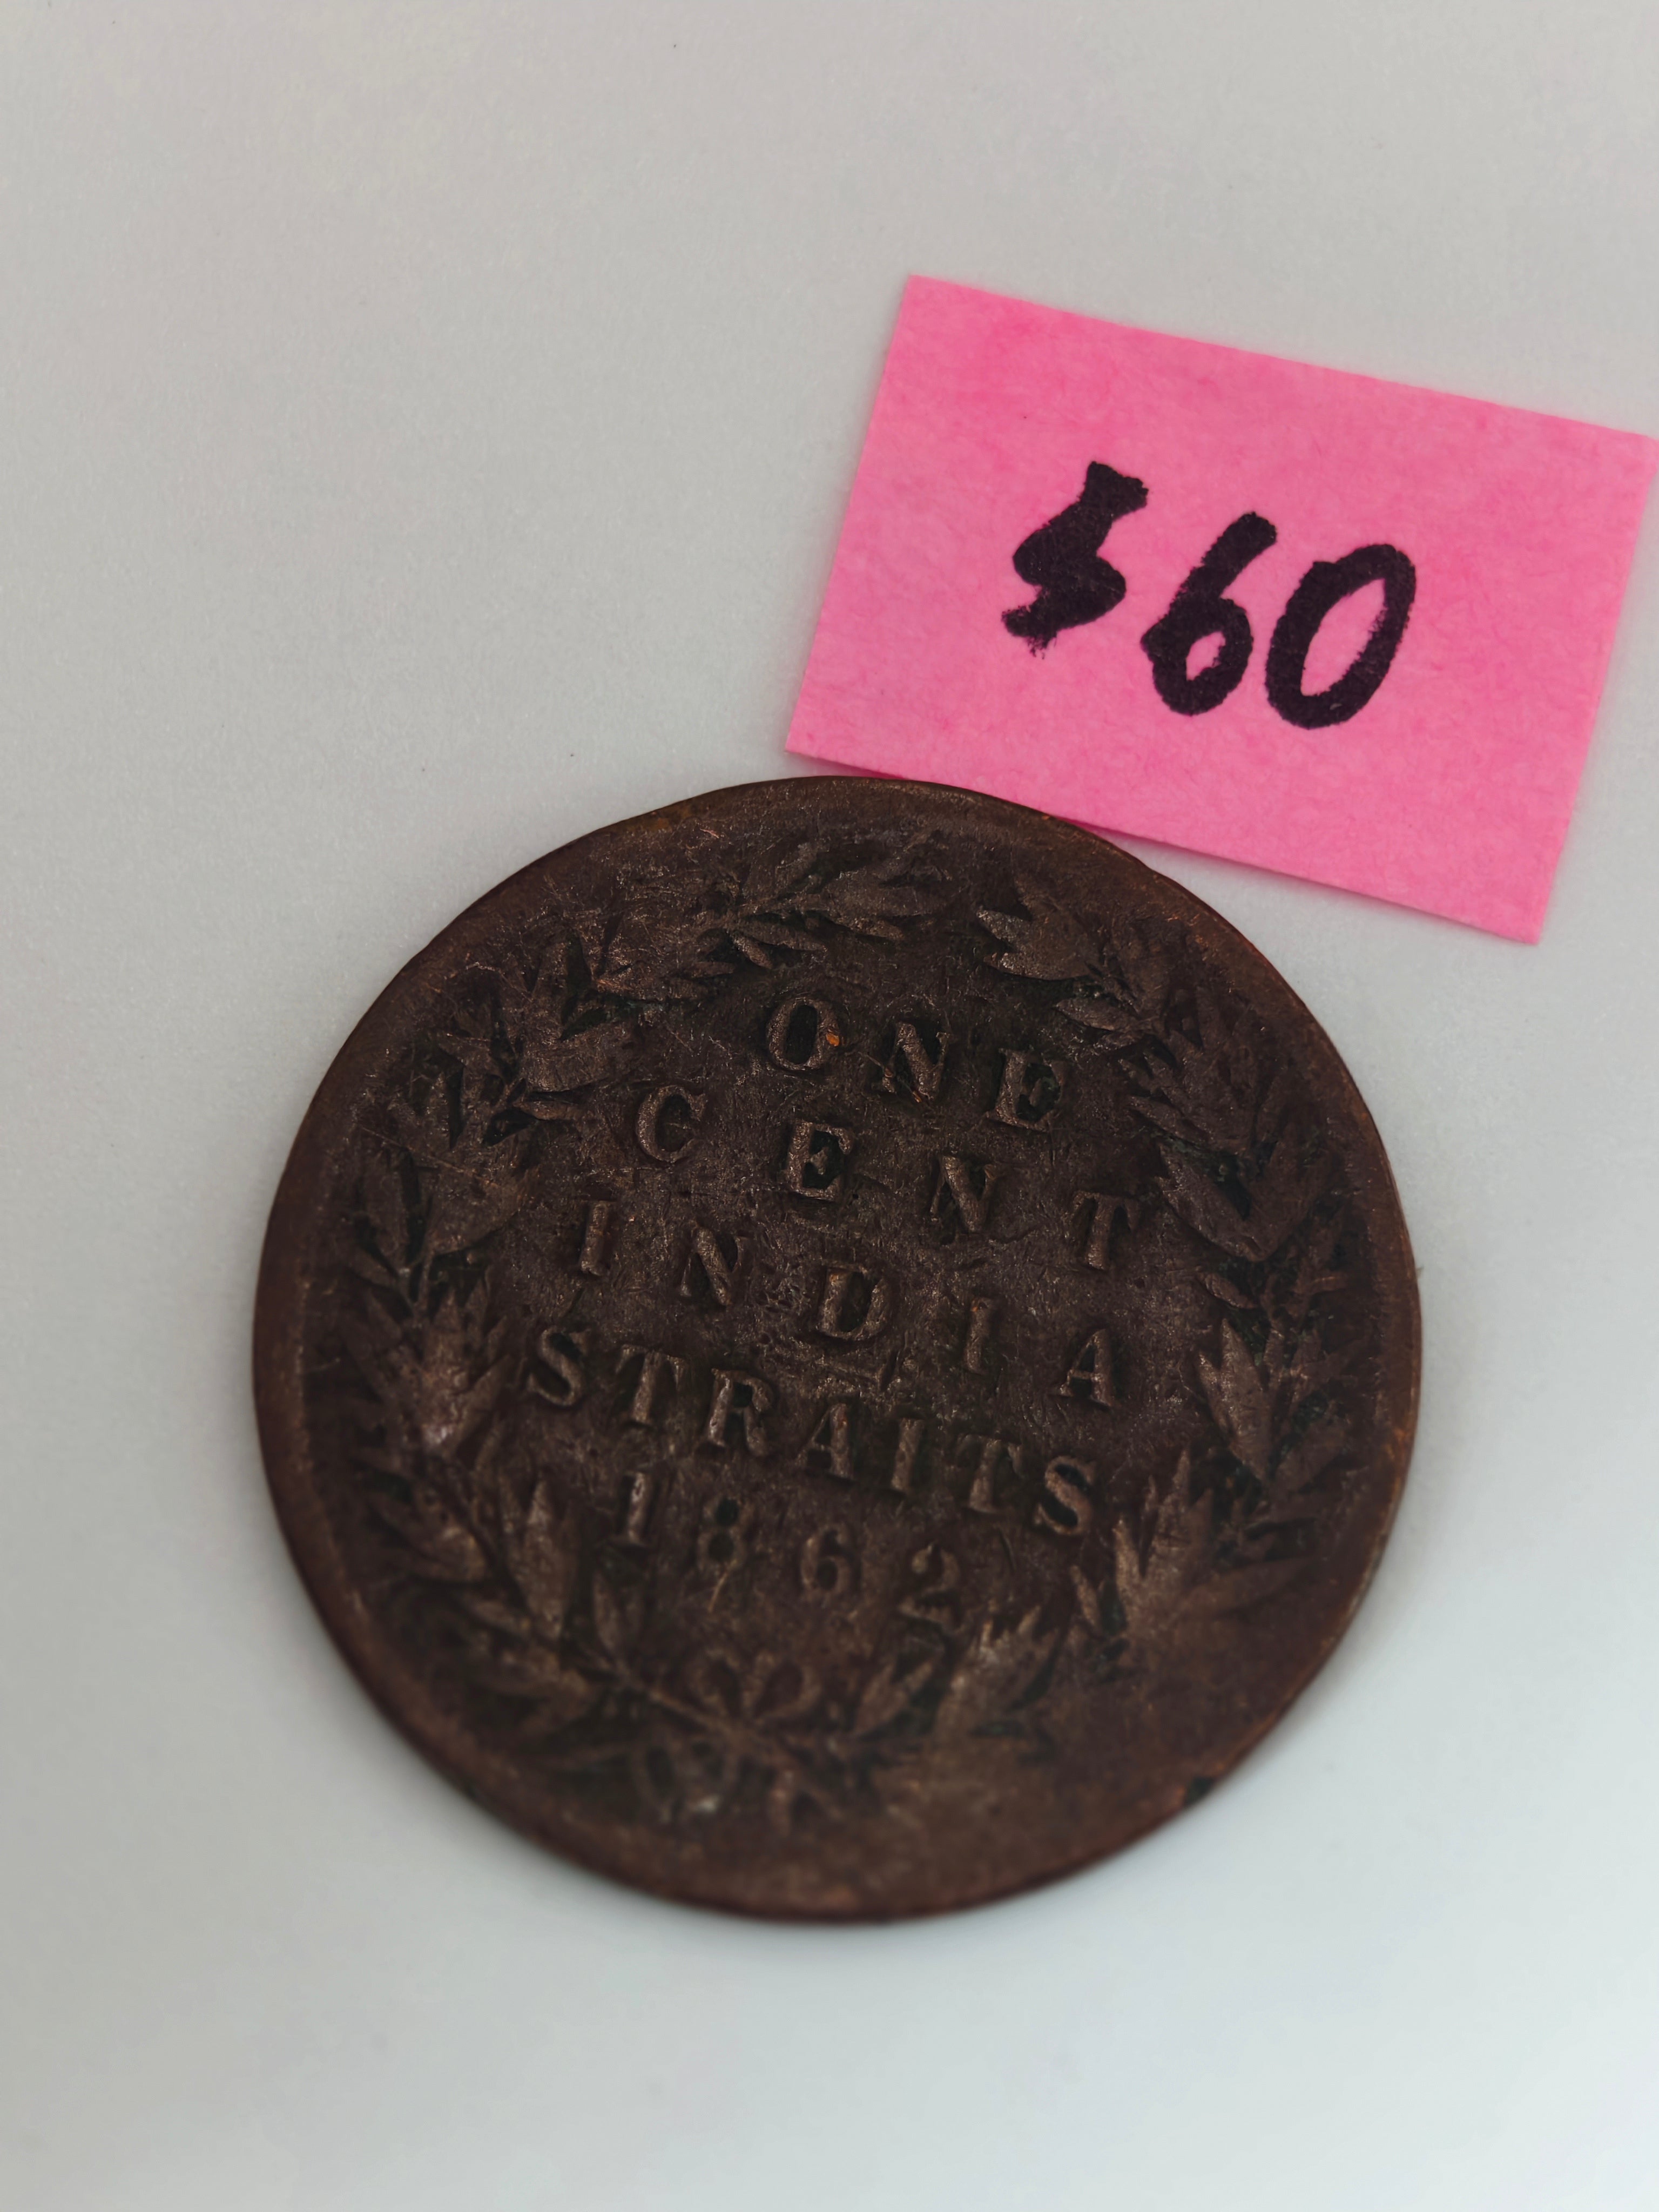 $60
ONE
CENT
INDIA
STRAITS
1862